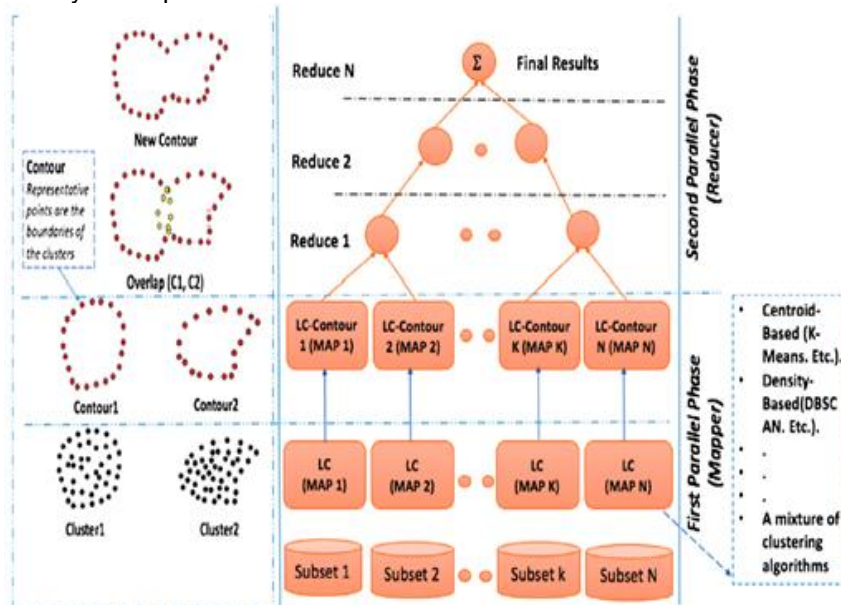 New Contour
Contour
Representative
points are the
boundaries of
the clusters
Overlap (C1, C2)
Contour1
Contour2
Cluster1
Cluster2
Reduce N
Σ
Final Results
Reduce 2
Reduce 1
LC-Contour
1 (MAP 1)
LC-Contour
2 (MAP 2)
LC-Contour
K (MAP K)
LC-Contour
N (MAP N)
LC
(MAP 1)
LC
(MAP 2)
LC
(MAP K)
LC
(MAP N)
Subset 1
Subset 2
Subset k
Subset N
Second Parallel Phase
(Reducer)
First Parallel Phase
(Mapper)
• Centroid-
Based (K-
Means. Etc.).
• Density-
Based(DBSC
AN. Etc.).
• .
• .
• .
• A mixture of
clustering
algorithms